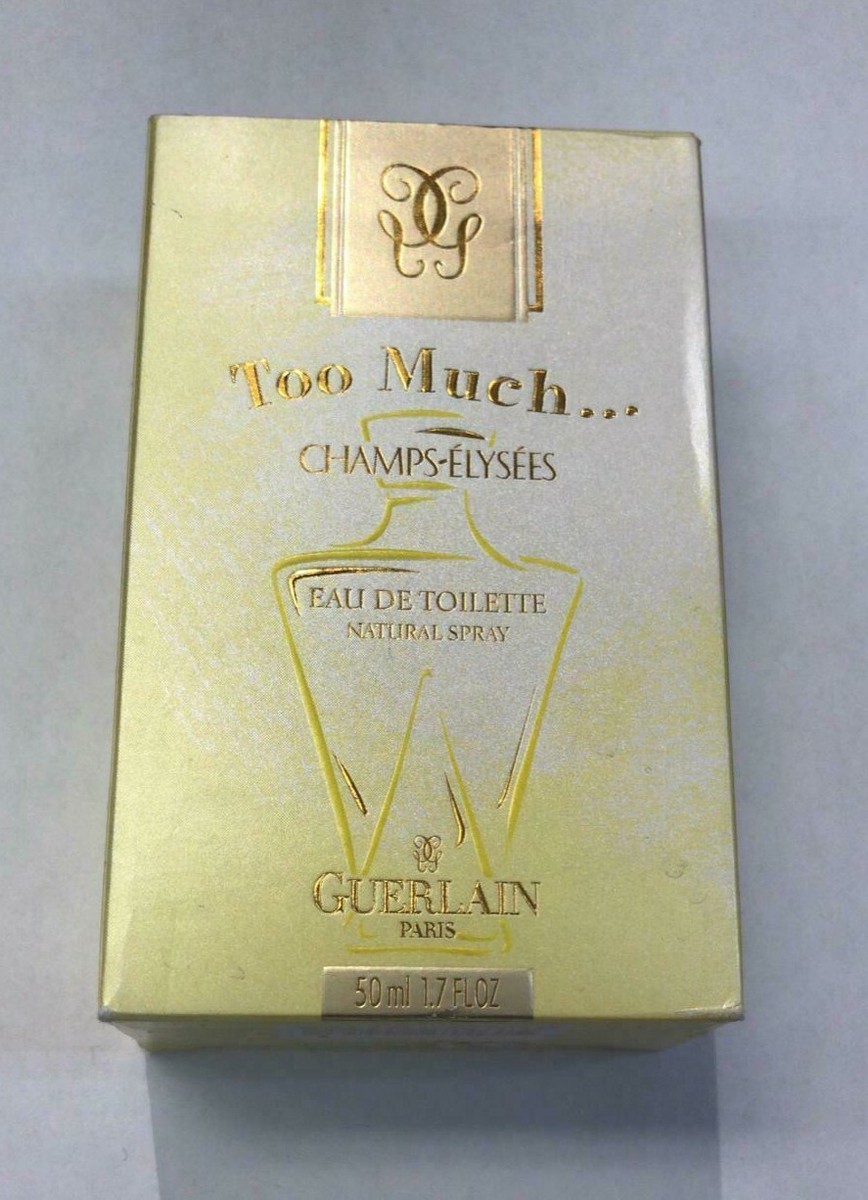 Too Much...
CHAMPS-ÉLYSÉES
EAU DE TOILETTE
NATURAL SPRAY
GUERLAIN
PARIS
50 ml 1.7 FLOZ